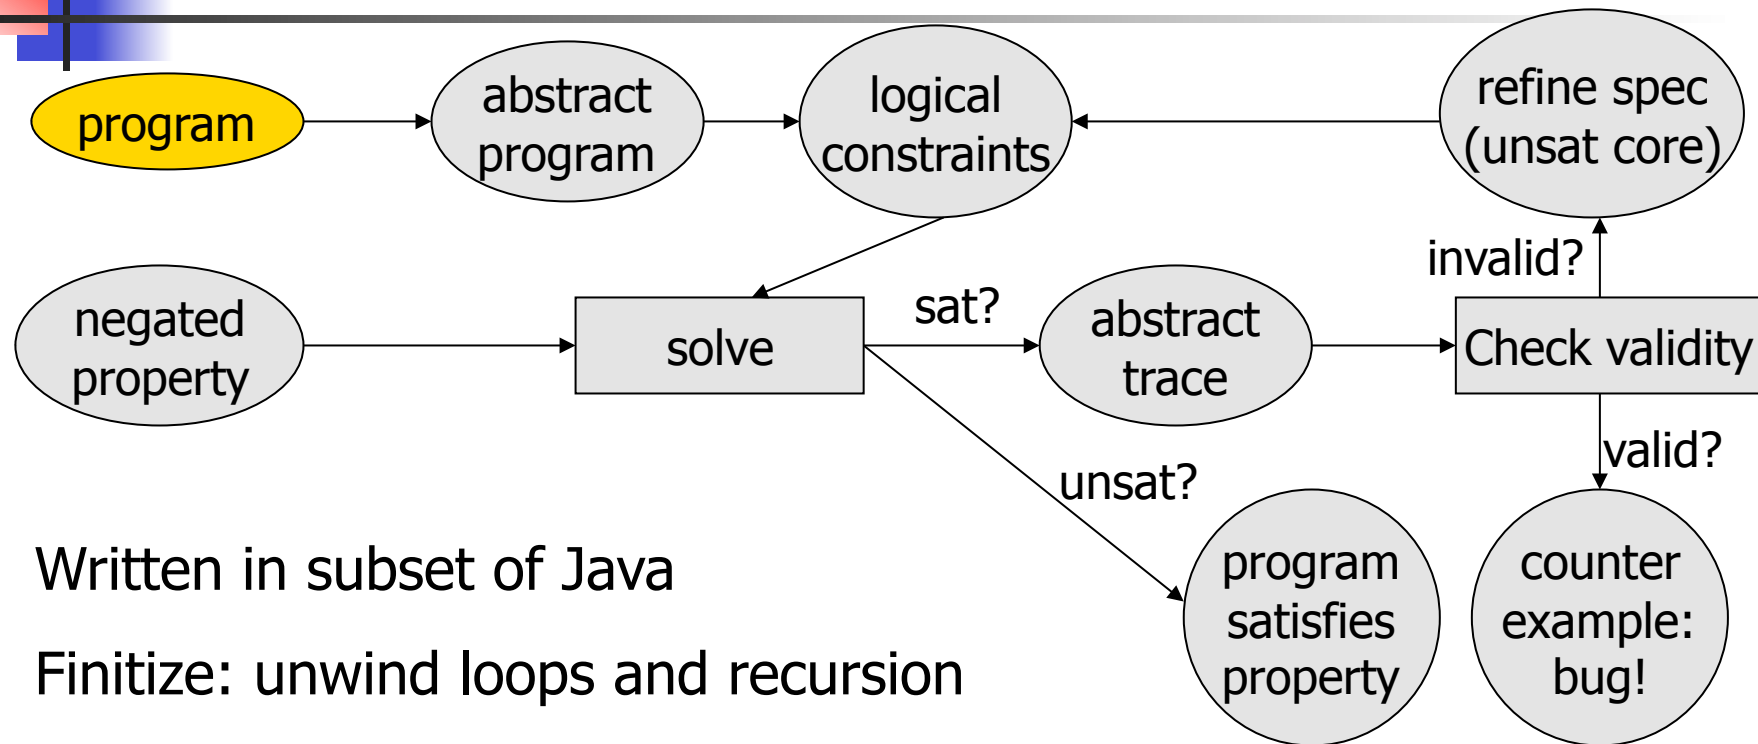 program
abstract
program
logical
constraints
refine spec
(unsat core)
invalid?
negated
property
solve
sat?
abstract
trace
Check validity
unsat?
valid?
program
satisfies
property
counter
example:
bug!
Written in subset of Java
Finitize: unwind loops and recursion